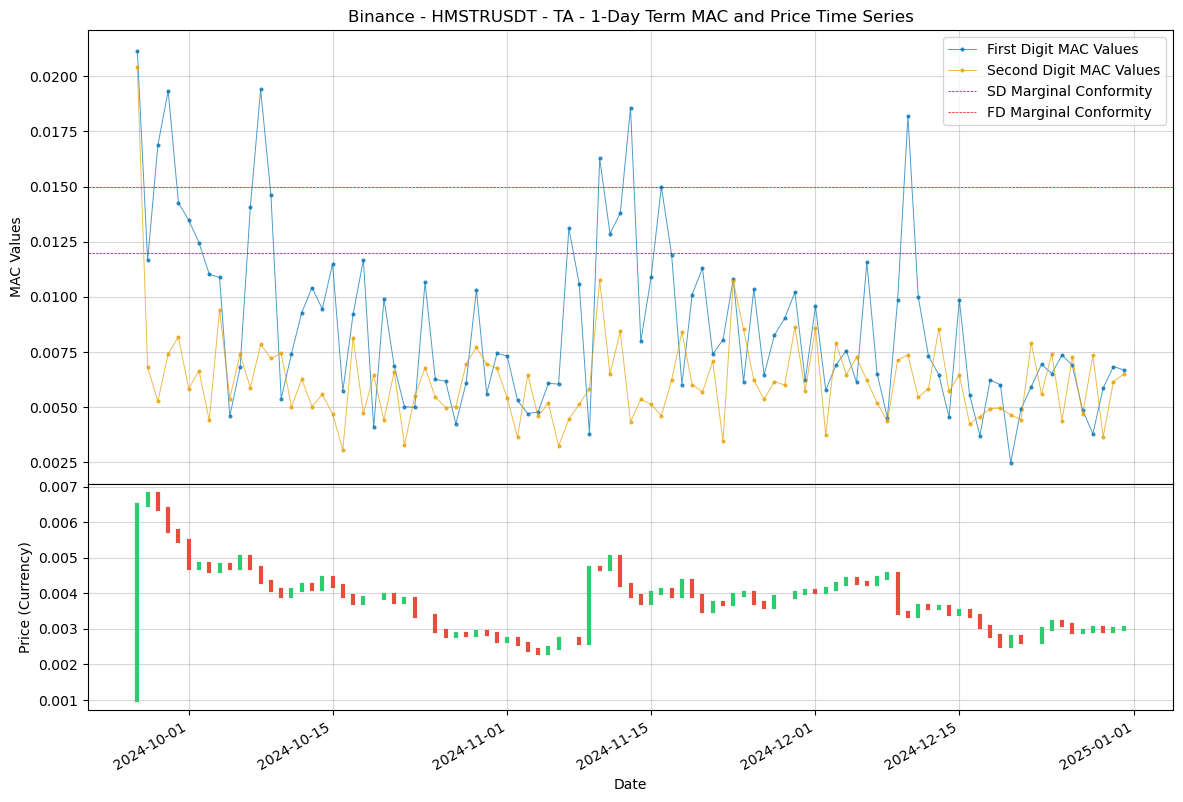 Binance - HMSTRUSDT - TA - 1-Day Term MAC and Price Time Series
First Digit MAC Values
Second Digit MAC Values
SD Marginal Conformity
FD Marginal Conformity
MAC Values
0.0200
0.0175
0.0150
0.0125
0.0100
0.0075
0.0050
0.0025
Price (Currency)
0.007
0.006
0.005
0.004
0.003
0.002
0.001
2024-10-01
2024-10-15
2024-11-01
2024-11-15
2024-12-01
2024-12-15
2025-01-01
Date